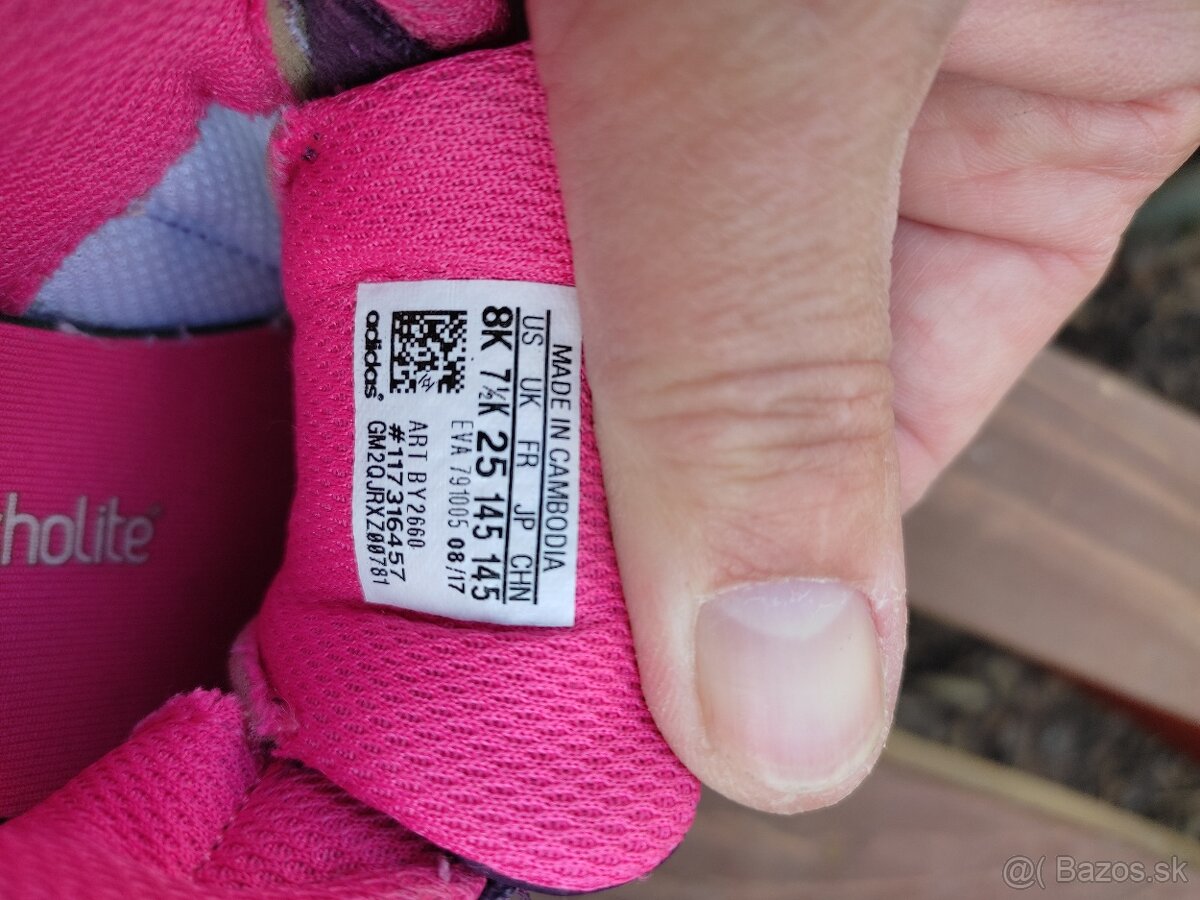 MADE IN CAMBODIA
US UK FR JP CHN
8K 7½K 25 145 145
EVA 791005 08/17
ART BY2660
#117316457
GM2QJRXZ00781
adidas
holite
@( Bazos.sk